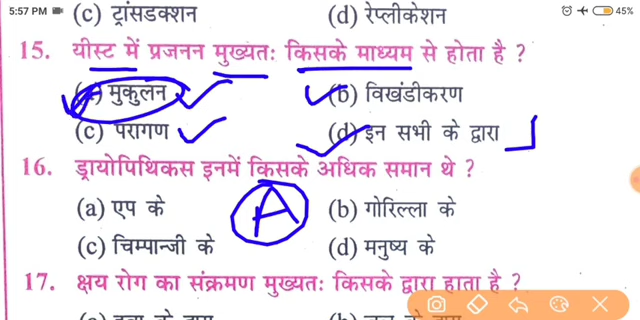 5:57 PM 45%
(c) ट्रांसडक्शन (d) रेप्लीकेशन
15. यीस्ट में प्रजनन मुख्यतः किसके माध्यम से होता है ?
(a) मुकुलन (b) विखंडीकरण
(c) परागण (d) इन सभी के द्वारा
16. ड्रायोपिथिकस इनमें किसके अधिक समान थे ?
(a) एप के A (b) गोरिल्ला के
(c) चिम्पान्जी के (d) मनुष्य के
17. क्षय रोग का संक्रमण मुख्यतः किसके द्वारा होता है ?